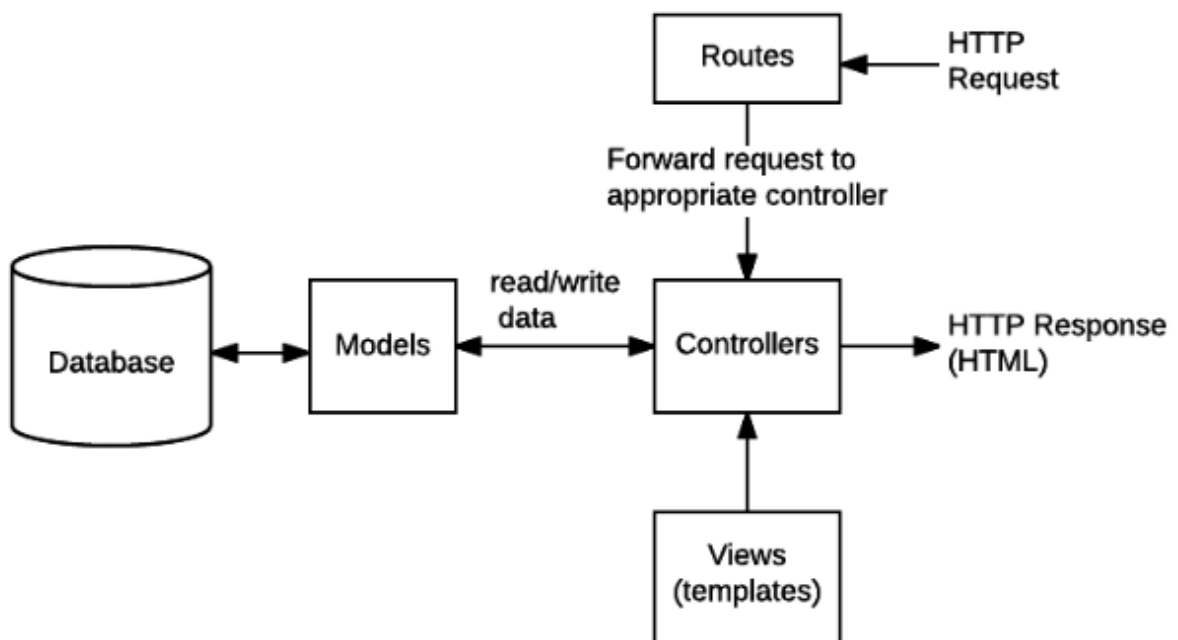 Routes
HTTP
Request
Forward request to
appropriate controller
Database
Models
read/write
data
Controllers
HTTP Response
(HTML)
Views
(templates)